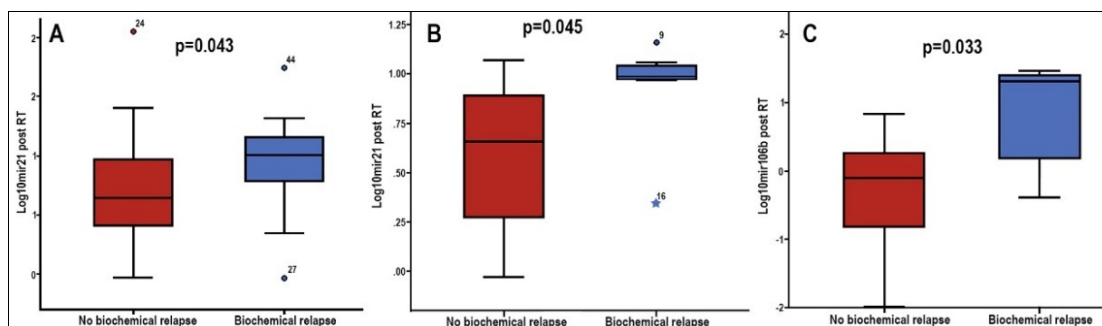 A
p=0.043
24
44
27
2
2
1
1
0
Log10mir21 post RT
No biochemical relapse
Biochemical relapse
B
p=0.045
9
16
1.25
1.00
.75
.50
.25
.00
Log10mir21 post RT
No biochemical relapse
Biochemical relapse
C
p=0.033
2
1
0
-1
-2
Log10mir106b post RT
No biochemical relapse
Biochemical relapse